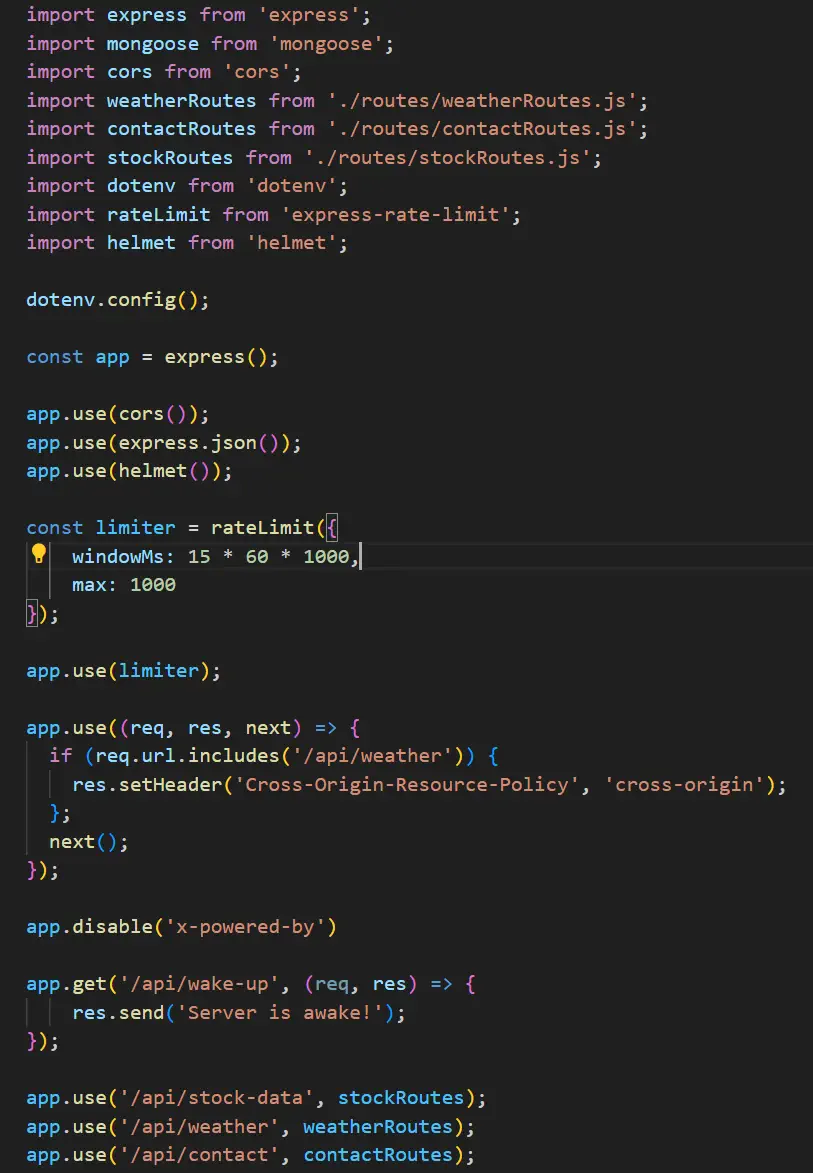 import express from 'express';
import mongoose from 'mongoose';
import cors from 'cors';
import weatherRoutes from './routes/weatherRoutes.js';
import contactRoutes from './routes/contactRoutes.js';
import stockRoutes from './routes/stockRoutes.js';
import dotenv from 'dotenv';
import rateLimit from 'express-rate-limit';
import helmet from 'helmet';

dotenv.config();

const app = express();

app.use(cors());
app.use(express.json());
app.use(helmet());

const limiter = rateLimit({
    windowMs: 15 * 60 * 1000,
    max: 1000
});

app.use(limiter);

app.use((req, res, next) => {
  if (req.url.includes('/api/weather')) {
    res.setHeader('Cross-Origin-Resource-Policy', 'cross-origin');
  };
  next();
});

app.disable('x-powered-by')

app.get('/api/wake-up', (req, res) => {
    res.send('Server is awake!');
});

app.use('/api/stock-data', stockRoutes);
app.use('/api/weather', weatherRoutes);
app.use('/api/contact', contactRoutes);